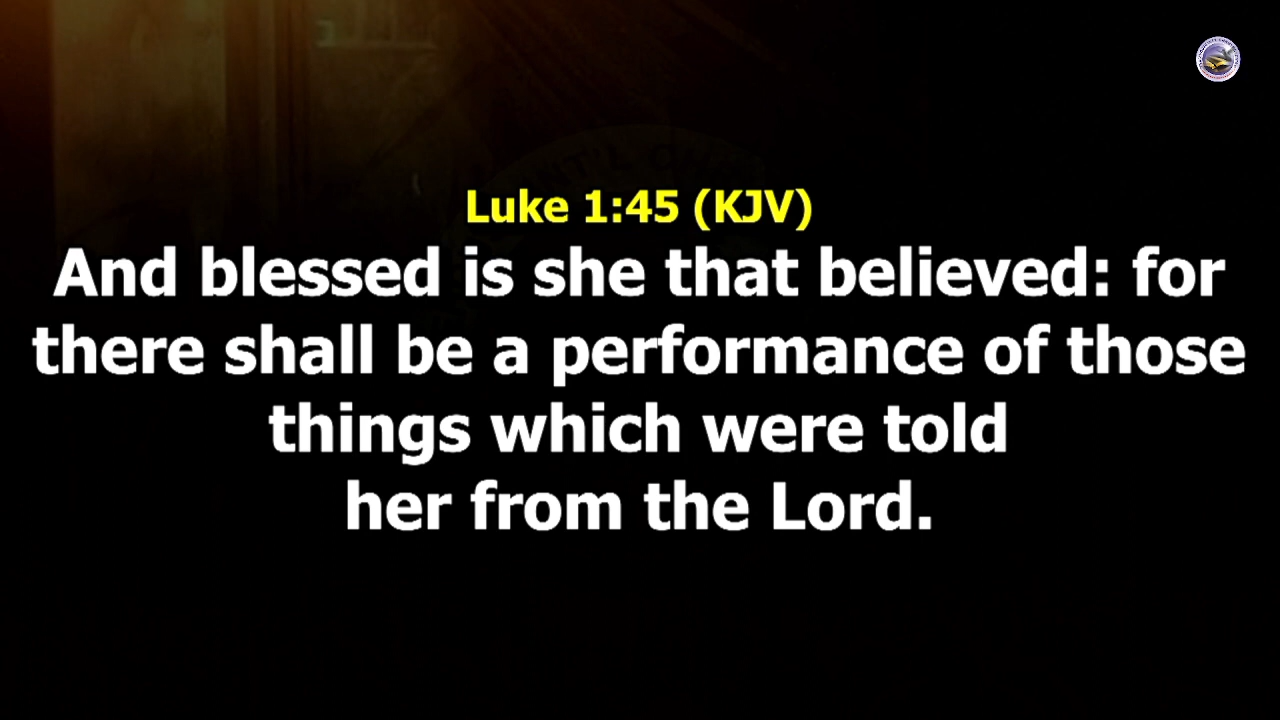 Luke 1:45 (KJV)
And blessed is she that believed: for
there shall be a performance of those
things which were told
her from the Lord.